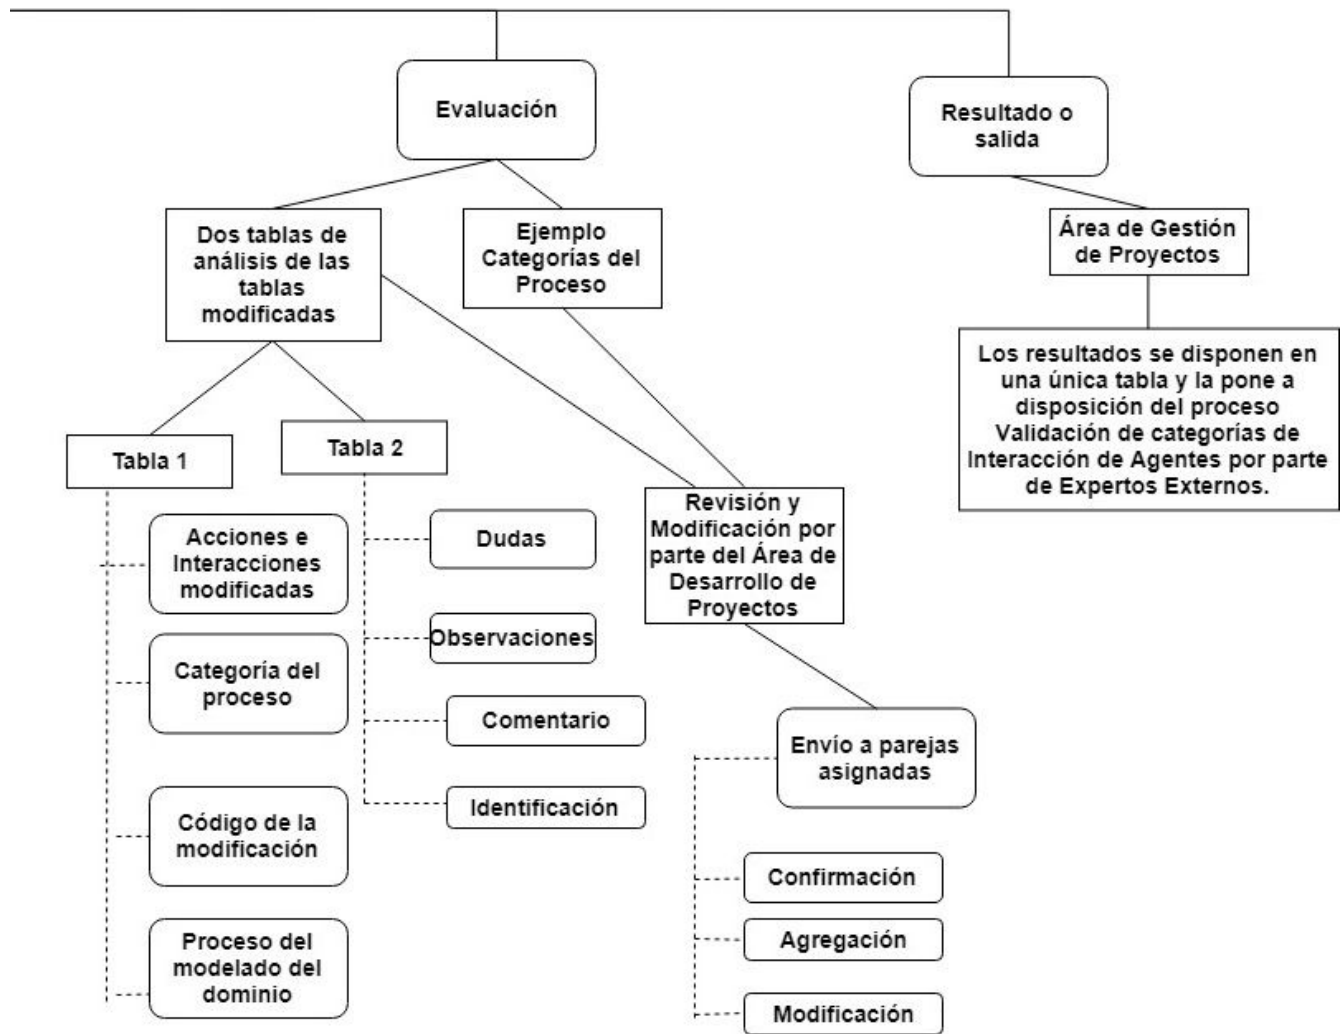 Evaluación
Resultado o
salida
Dos tablas de
análisis de las
tablas
modificadas
Ejemplo
Categorías del
Proceso
Área de Gestión
de Proyectos
Los resultados se disponen en
una única tabla y la pone a
disposición del proceso
Validación de categorías de
Interacción de Agentes por parte
de Expertos Externos.
Tabla 1
Tabla 2
Acciones e
Interacciones
modificadas
Categoría del
proceso
Código de la
modificación
Proceso del
modelado del
dominio
Dudas
Observaciones
Comentario
Identificación
Revisión y
Modificación por
parte del Área de
Desarrollo de
Proyectos
Envío a parejas
asignadas
Confirmación
Agregación
Modificación